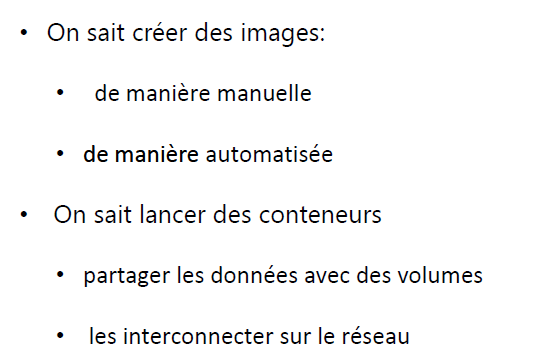 • On sait créer des images:
• de manière manuelle
• de manière automatisée
• On sait lancer des conteneurs
• partager les données avec des volumes
• les interconnecter sur le réseau